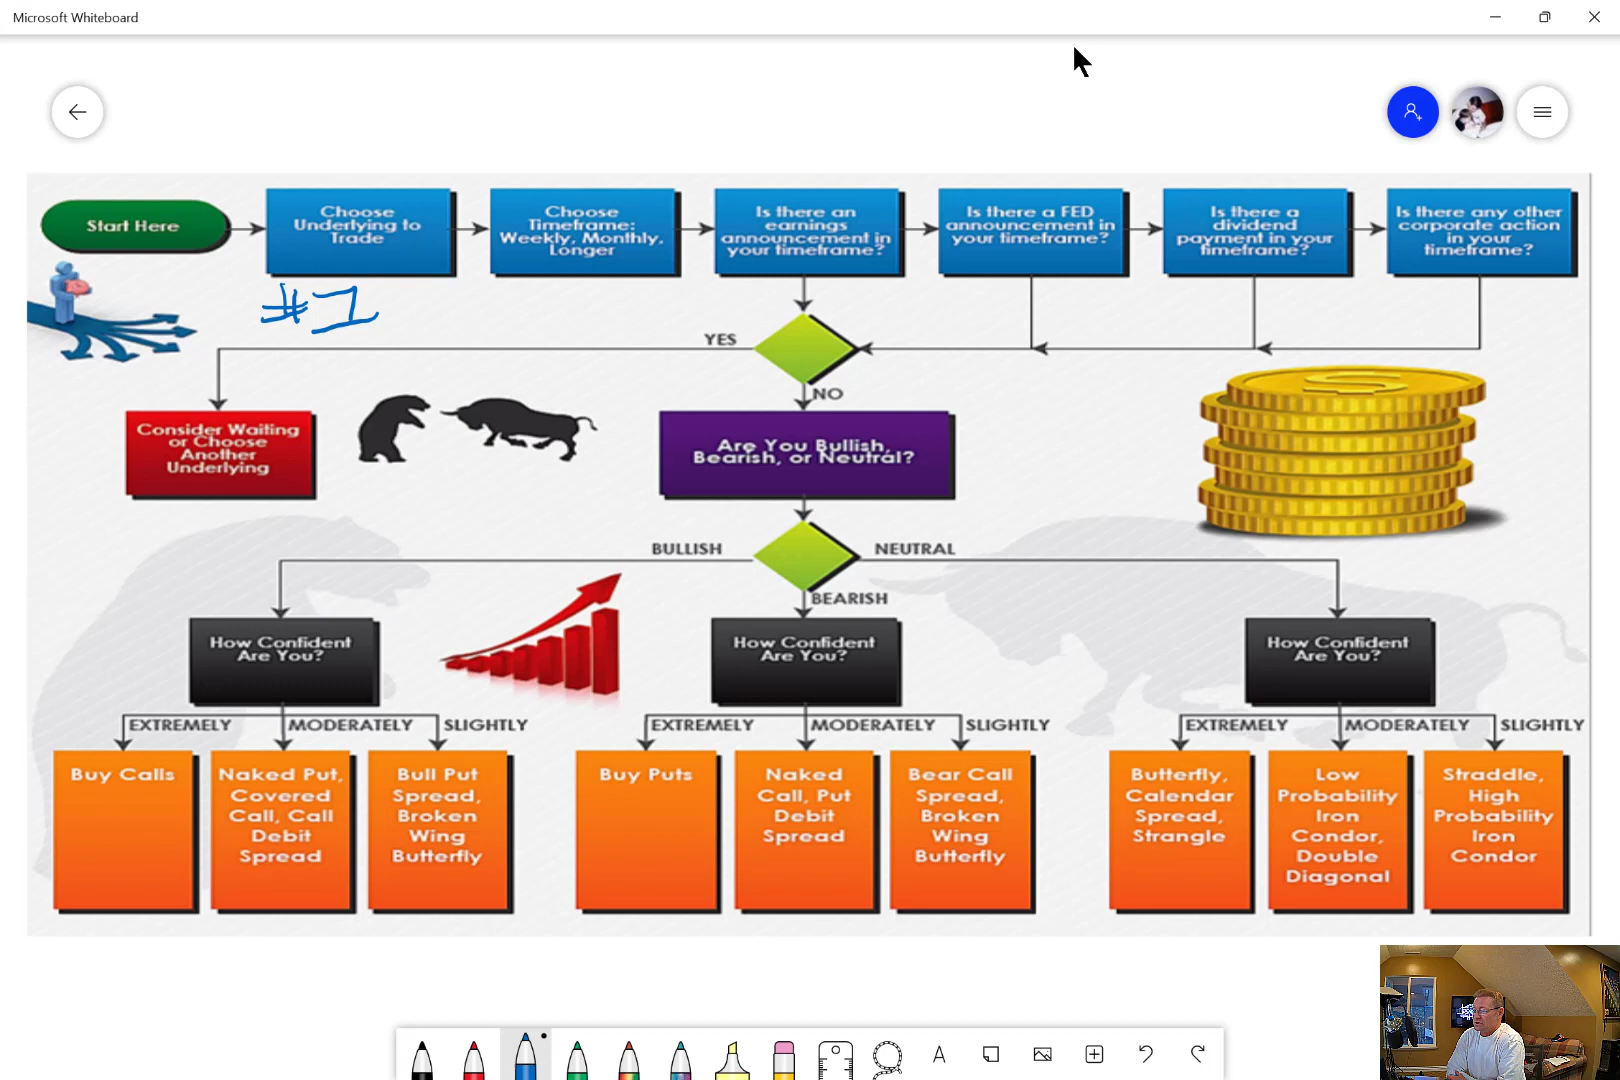 Microsoft Whiteboard
Start Here
Choose
Underlying to
Trade
Choose
Timeframe:
Weekly, Monthly,
Longer
Is there an
earnings
announcement in
your timeframe?
Is there a FED
announcement in
your timeframe?
Is there a
dividend
payment in your
timeframe?
Is there any other
corporate action
in your
timeframe?
#1
YES
NO
Consider Waiting
or Choose
Another
Underlying
Are You Bullish,
Bearish, or Neutral?
BULLISH
NEUTRAL
BEARISH
How Confident
Are You?
How Confident
Are You?
How Confident
Are You?
EXTREMELY
MODERATELY
SLIGHTLY
EXTREMELY
MODERATELY
SLIGHTLY
EXTREMELY
MODERATELY
SLIGHTLY
Buy Calls
Naked Put,
Covered
Call, Call
Debit
Spread
Bull Put
Spread,
Broken
Wing
Butterfly
Buy Puts
Naked
Call, Put
Debit
Spread
Bear Call
Spread,
Broken
Wing
Butterfly
Butterfly,
Calendar
Spread,
Strangle
Low
Probability
Iron
Condor,
Double
Diagonal
Straddle,
High
Probability
Iron
Condor